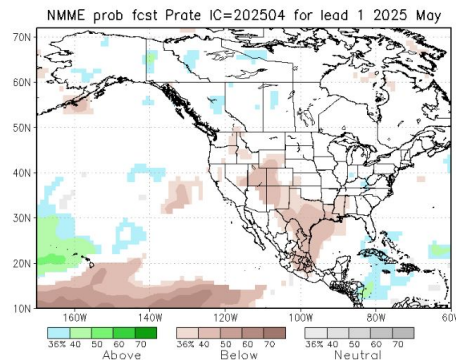 NMME prob fcst Prate IC=202504 for lead 1 2025 May
70N
60N
50N
40N
30N
20N
10N
160W 140W 120W 100W 80W 60W
36% 40 50 60 70 36% 40 50 60 70 36% 40 50 60 70
Above Below Neutral